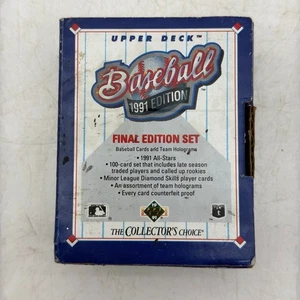 UPPER DECK™
Baseball
1991 EDITION
FINAL EDITION SET
Baseball Cards and Team Holograms
• 1991 All-Stars
• 100-card set that includes late season
traded players and called up rookies
• Minor League Diamond Skills player cards
• An assortment of team holograms
• Every card counterfeit proof
THE COLLECTOR'S CHOICE™